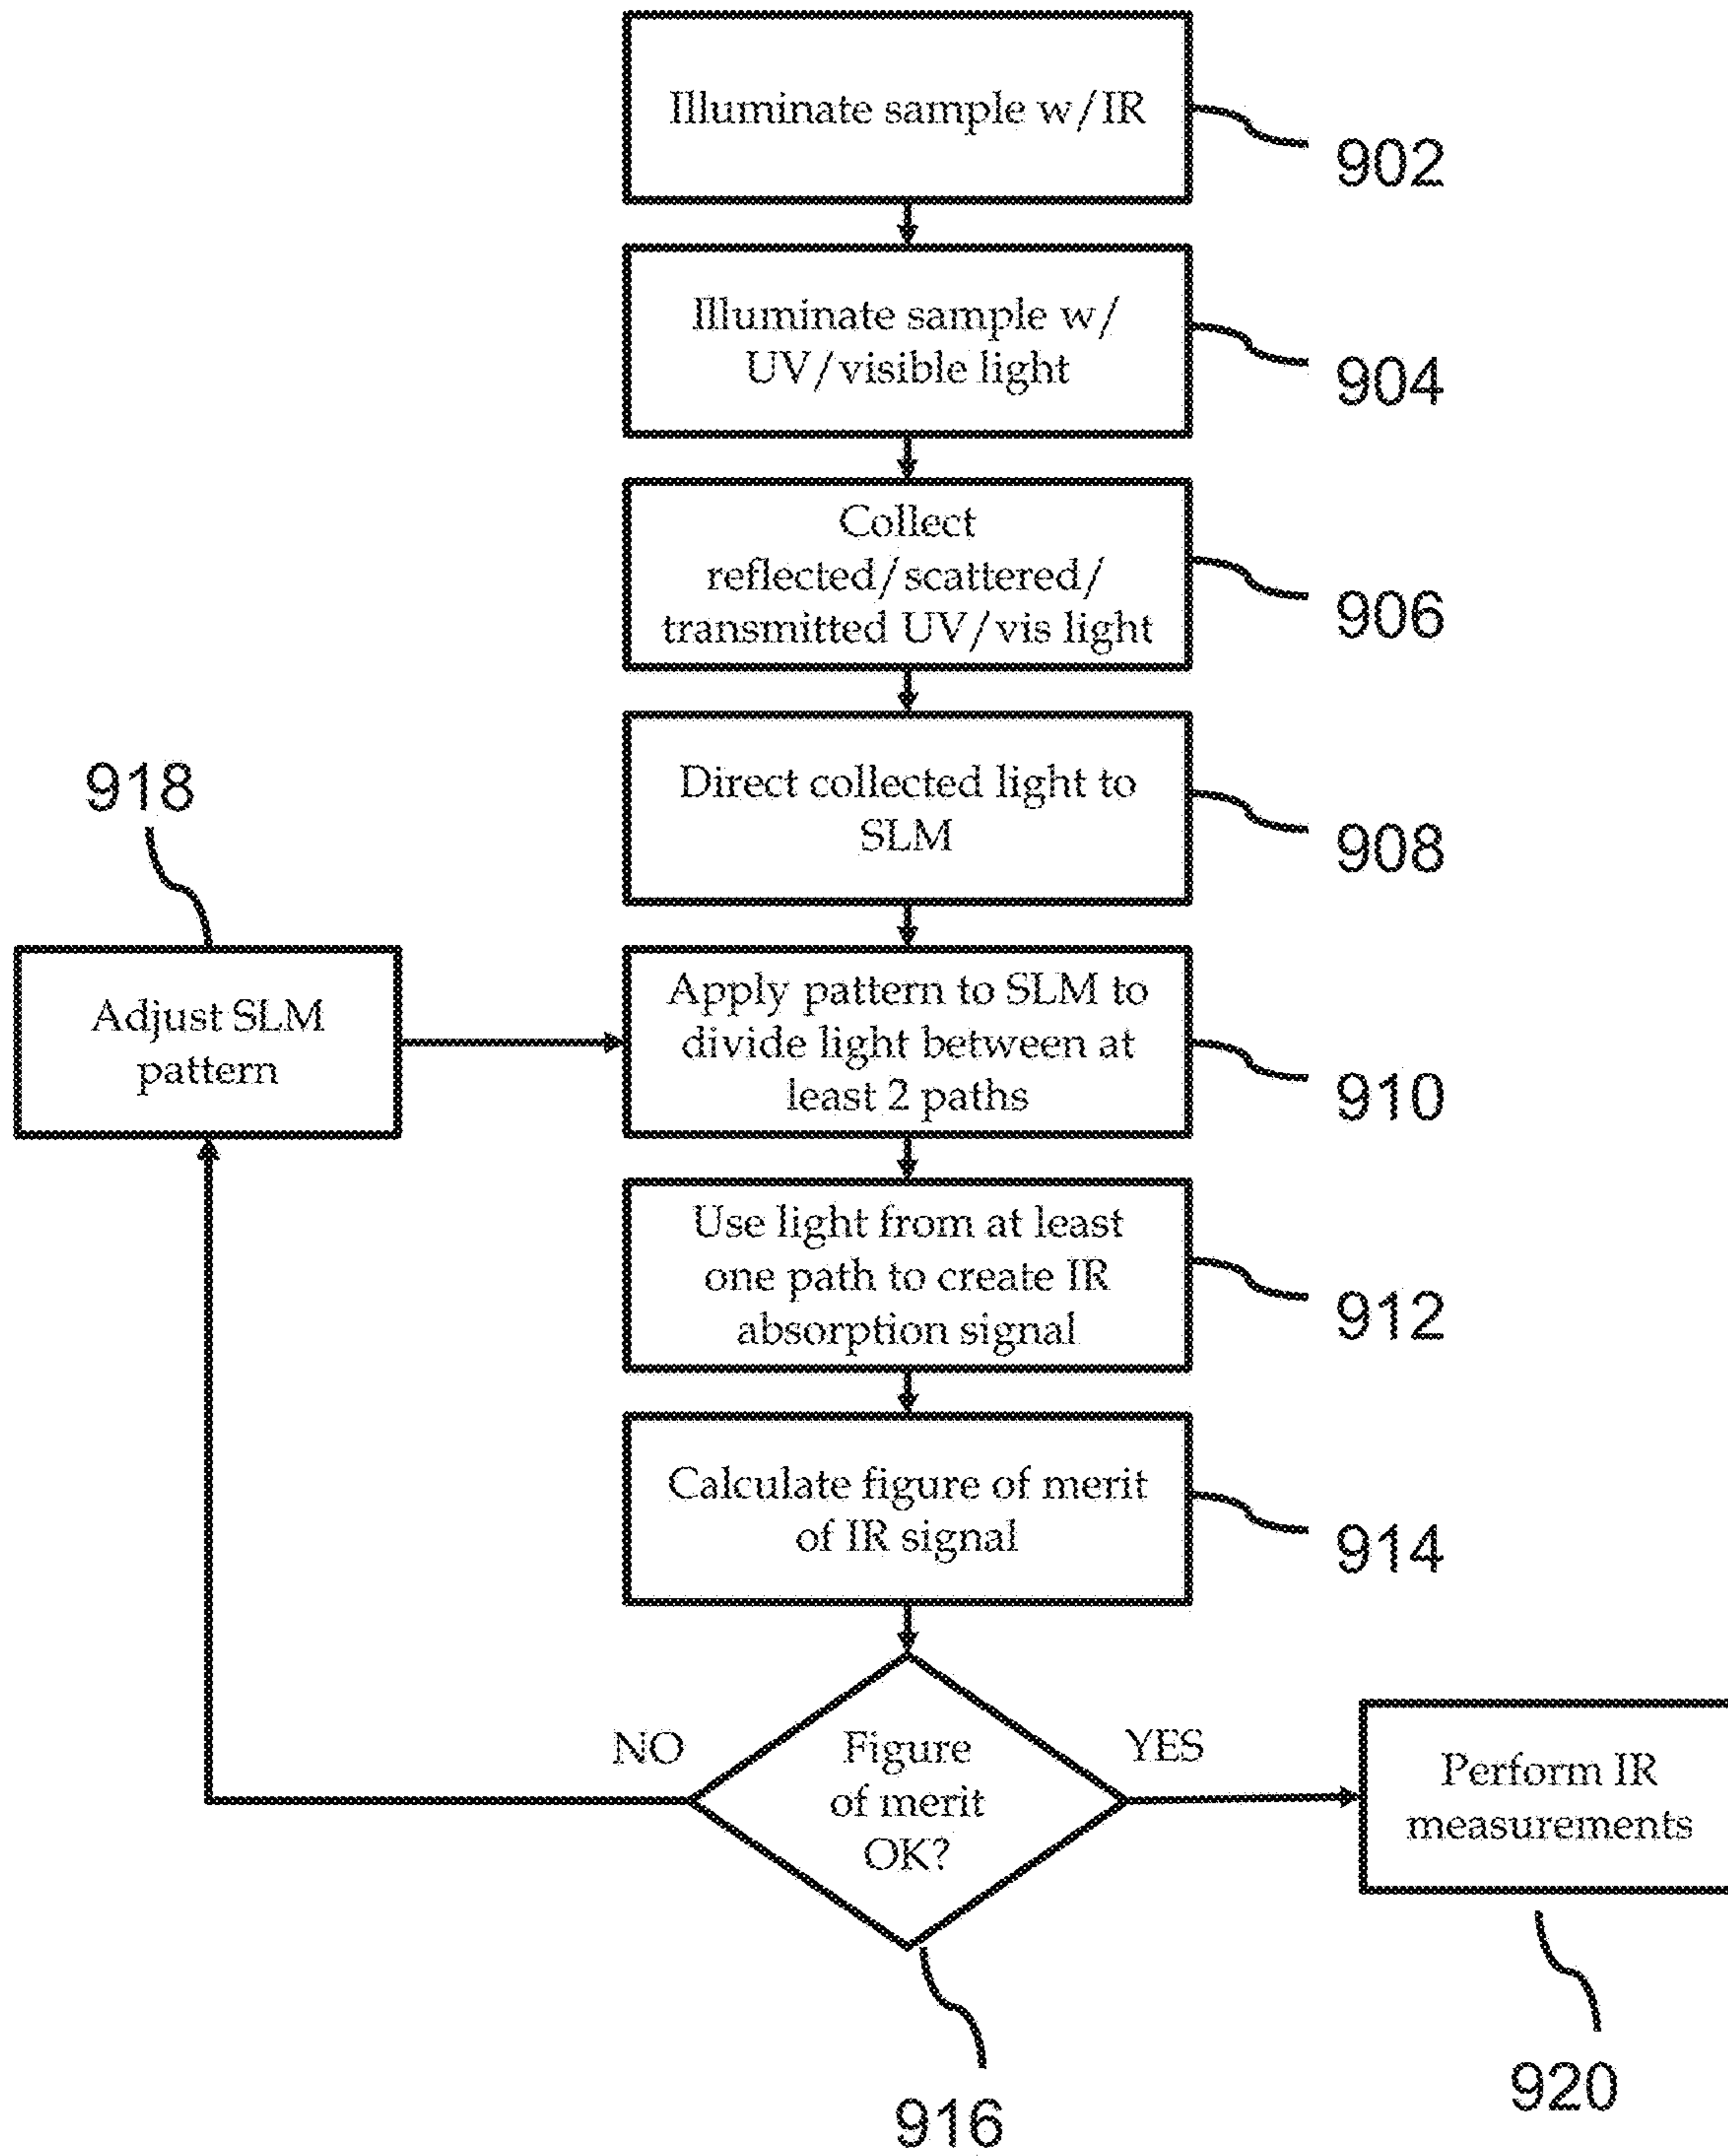 Illuminate sample w/IR
902
Illuminate sample w/
UV/visible light
904
Collect
reflected/scattered/
transmitted UV/vis light
906
Direct collected light to
SLM
908
918
Adjust SLM
pattern
Apply pattern to SLM to
divide light between at
least 2 paths
910
Use light from at least
one path to create IR
absorption signal
912
Calculate figure of merit
of IR signal
914
NO
Figure
of merit
OK?
YES
Perform IR
measurements
916
920